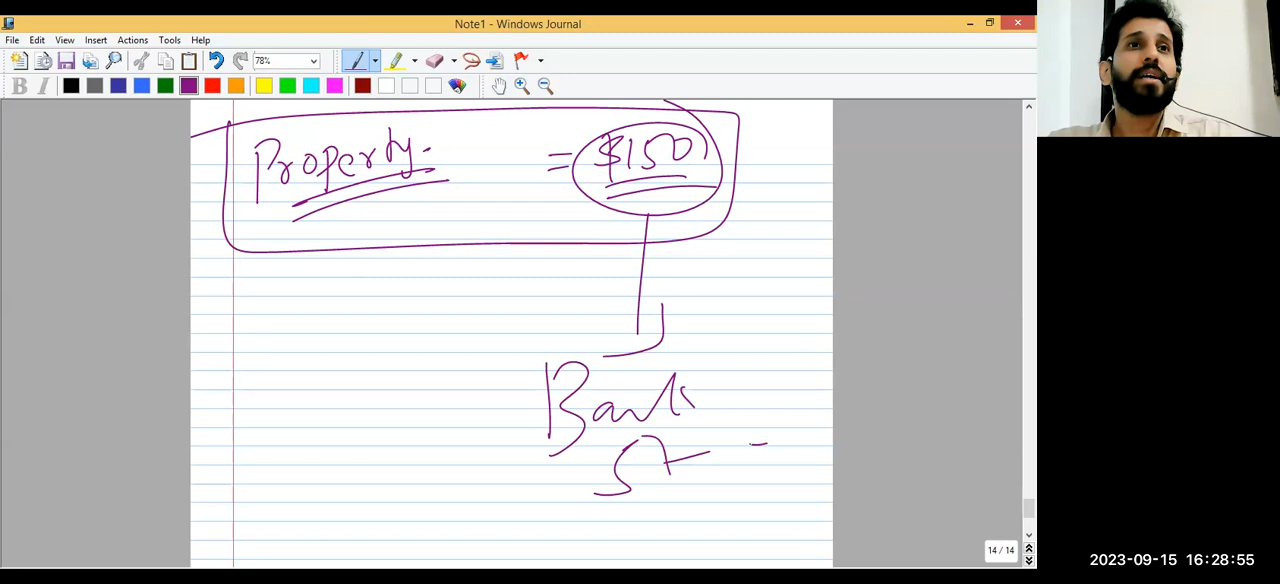 Note1 - Windows Journal
File Edit View Insert Actions Tools Help
78%
B I
Property. = $150
Bank
St -
14 / 14
2023-09-15 16:28:55